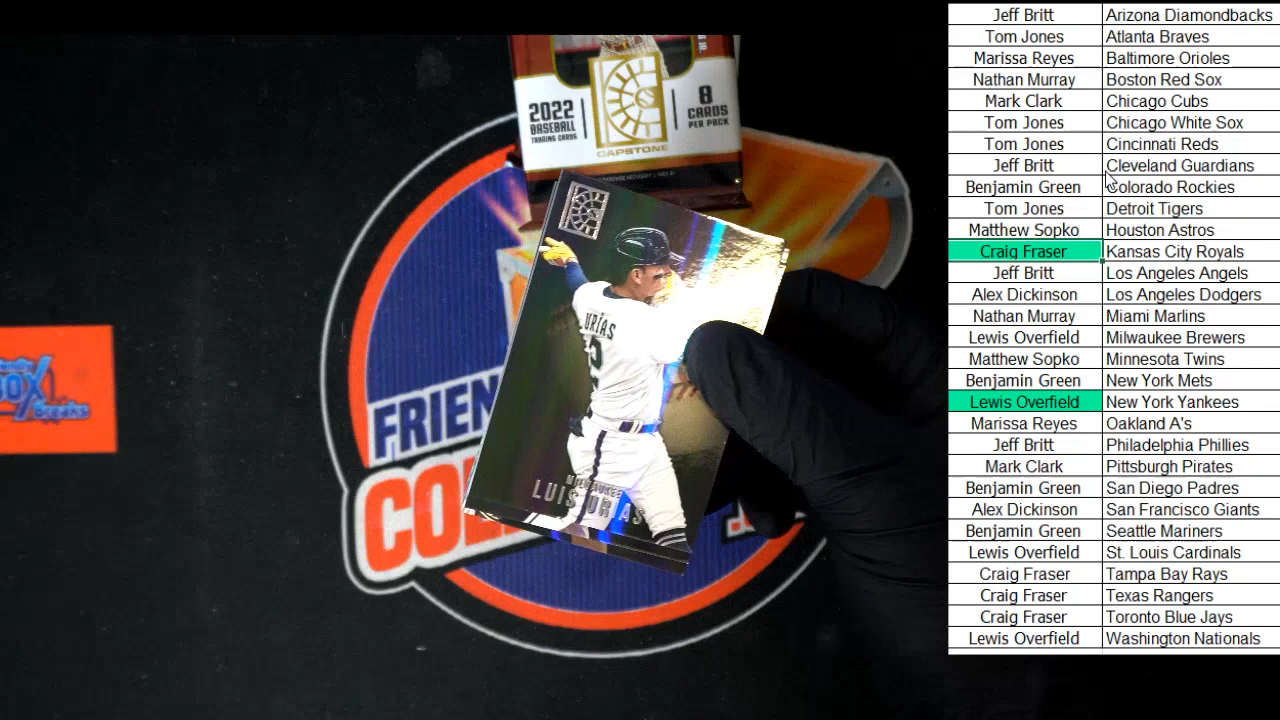 2022
BASEBALL
TRADING CARDS
CAPSTONE
8
CARDS
PER PACK
URÍAS
2
MILWAUKEE
LUIS URÍAS
FRIEN
COL
BOX
Breaks
Jeff Britt Arizona Diamondbacks
Tom Jones Atlanta Braves
Marissa Reyes Baltimore Orioles
Nathan Murray Boston Red Sox
Mark Clark Chicago Cubs
Tom Jones Chicago White Sox
Tom Jones Cincinnati Reds
Jeff Britt Cleveland Guardians
Benjamin Green Colorado Rockies
Tom Jones Detroit Tigers
Matthew Sopko Houston Astros
Craig Fraser Kansas City Royals
Jeff Britt Los Angeles Angels
Alex Dickinson Los Angeles Dodgers
Nathan Murray Miami Marlins
Lewis Overfield Milwaukee Brewers
Matthew Sopko Minnesota Twins
Benjamin Green New York Mets
Lewis Overfield New York Yankees
Marissa Reyes Oakland A's
Jeff Britt Philadelphia Phillies
Mark Clark Pittsburgh Pirates
Benjamin Green San Diego Padres
Alex Dickinson San Francisco Giants
Benjamin Green Seattle Mariners
Lewis Overfield St. Louis Cardinals
Craig Fraser Tampa Bay Rays
Craig Fraser Texas Rangers
Craig Fraser Toronto Blue Jays
Lewis Overfield Washington Nationals